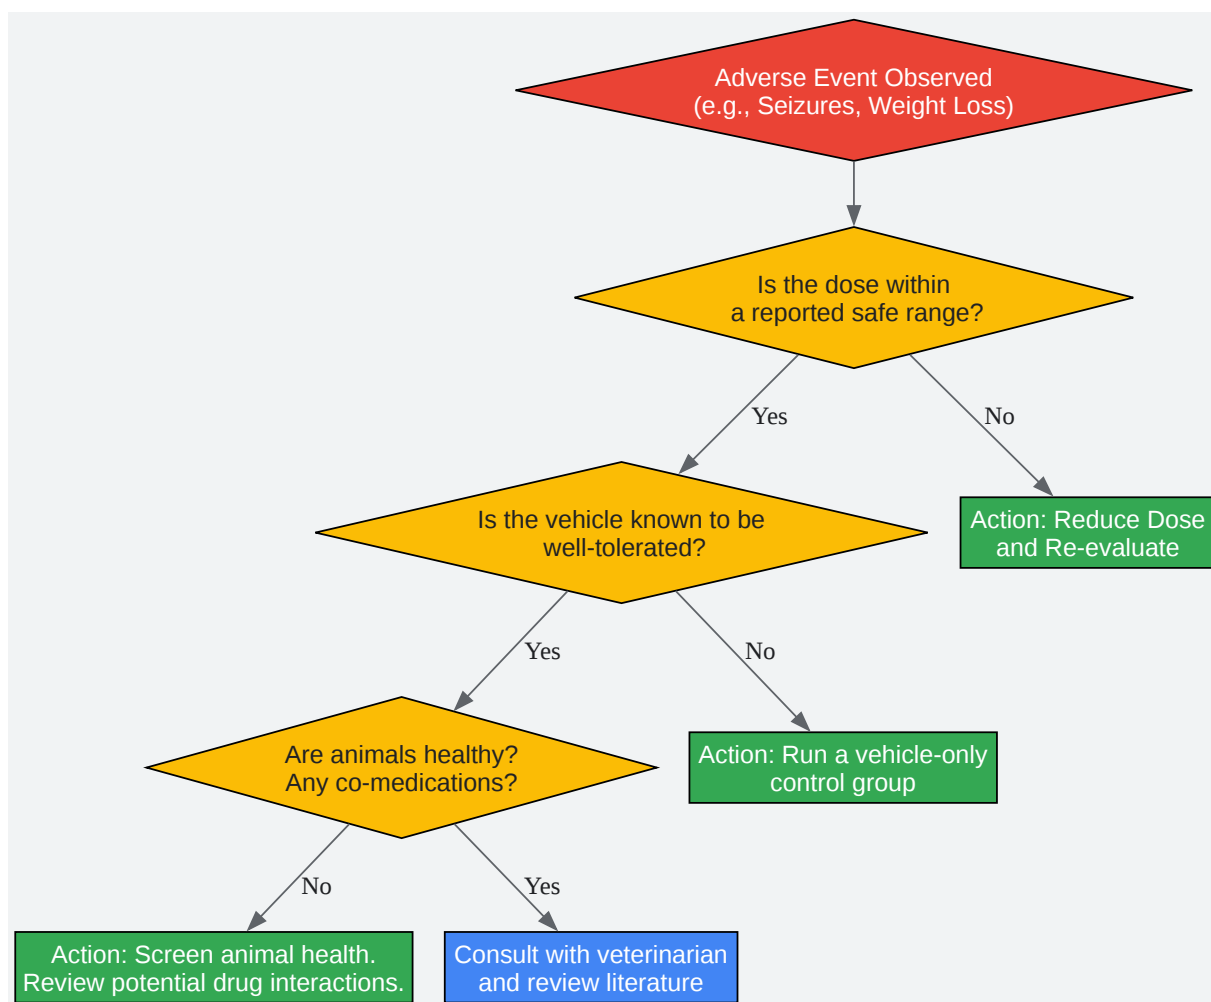 Adverse Event Observed
(e.g., Seizures, Weight Loss)
Is the dose within
a reported safe range?
Yes
No
Is the vehicle known to be
well-tolerated?
Action: Reduce Dose
and Re-evaluate
Yes
No
Are animals healthy?
Any co-medications?
Action: Run a vehicle-only
control group
No
Yes
Action: Screen animal health.
Review potential drug interactions.
Consult with veterinarian
and review literature